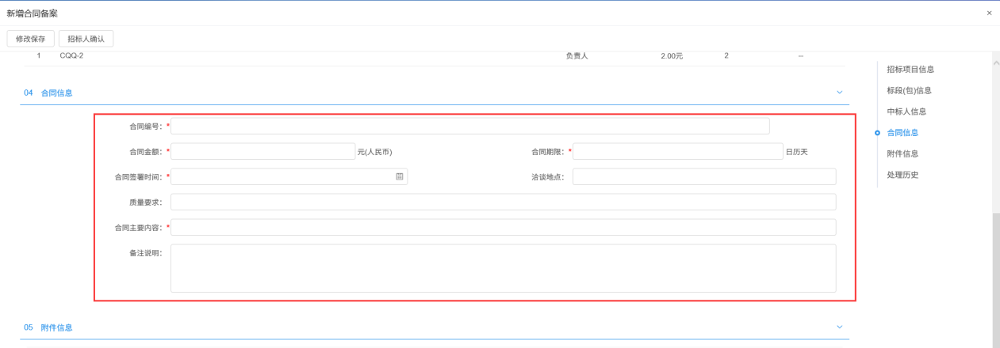 新增合同备案 ×
修改保存 招标人确认
1 CQQ-2 负责人 2.00元 2 --
04 合同信息
合同编号：*
合同金额：* 元(人民币) 合同期限：* 日历天
合同签署时间：* 洽谈地点：
质量要求：
合同主要内容：*
备注说明：
05 附件信息
招标项目信息
标段(包)信息
中标人信息
合同信息
附件信息
处理历史